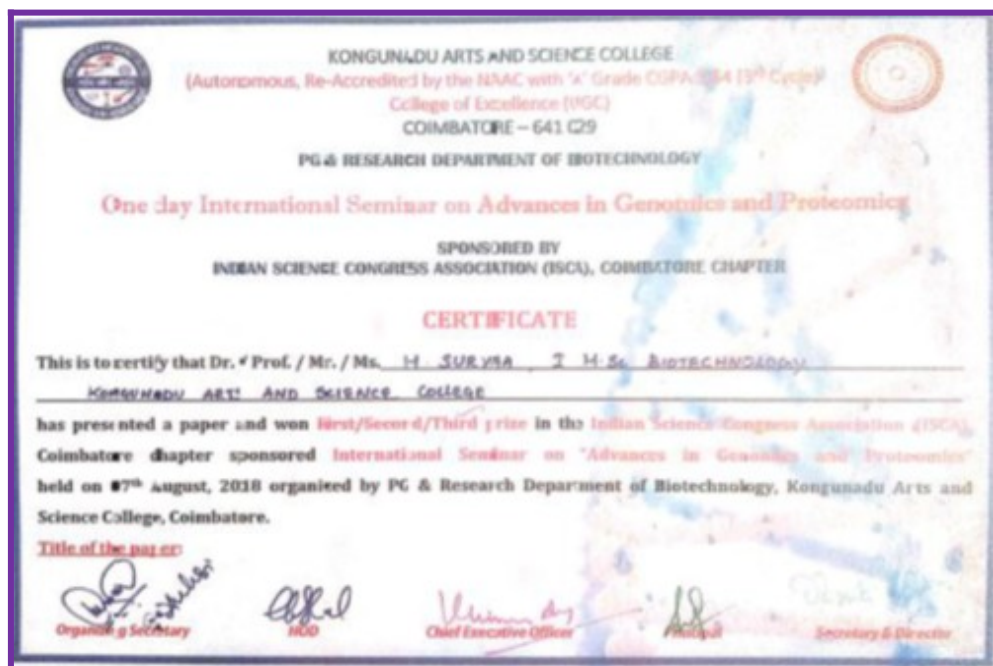 KONGUNADU ARTS AND SCIENCE COLLEGE
(Autonomous, Re-Accredited by the NAAC with 'A' Grade CGPA 3.64 (3rd Cycle)
College of Excellence (UGC)
COIMBATORE – 641 029
PG & RESEARCH DEPARTMENT OF BIOTECHNOLOGY
One day International Seminar on Advances in Genomics and Proteomics
SPONSORED BY
INDIAN SCIENCE CONGRESS ASSOCIATION (ISCA), COIMBATORE CHAPTER
CERTIFICATE
This is to certify that Dr. / Prof. / Mr. / Ms. M. SURYAA I M.Sc BIOTECHNOLOGY
KONGUNADU ARTS AND SCIENCE COLLEGE
has presented a paper and won First/Second/Third prize in the Indian Science Congress Association (ISCA),
Coimbatore chapter sponsored International Seminar on "Advances in Genomics and Proteomics"
held on 07th August, 2018 organised by PG & Research Department of Biotechnology, Kongunadu Arts and
Science College, Coimbatore.
Title of the paper:
Organising Secretary HOD Chief Executive Officer Principal Secretary & Director